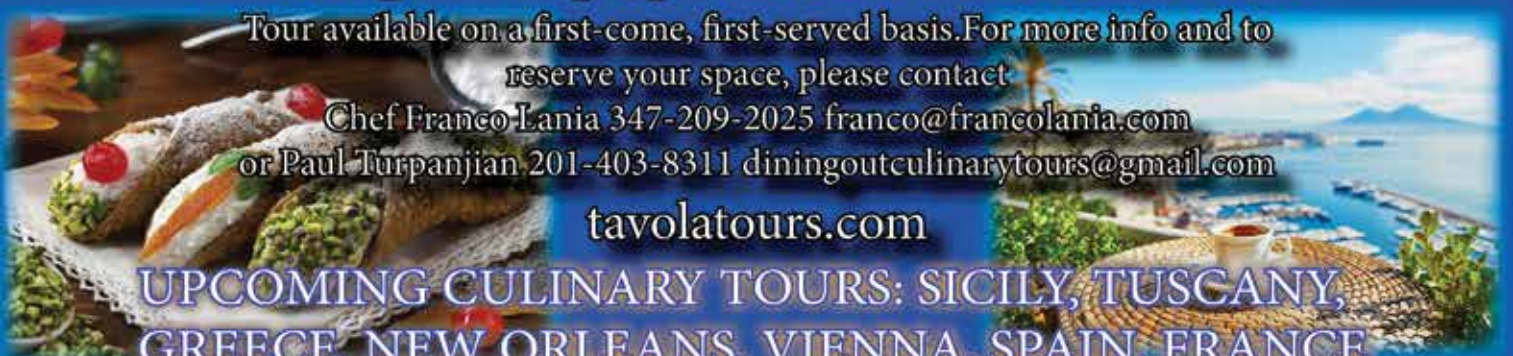 Tour available on a first-come, first-served basis.For more info and to
reserve your space, please contact
Chef Franco Lania 347-209-2025 franco@francolania.com
or Paul Turpanjian 201-403-8311 diningoutculinarytours@gmail.com
tavolatours.com
UPCOMING CULINARY TOURS: SICILY, TUSCANY,
GREECE, NEW ORLEANS, VIENNA, SPAIN, FRANCE